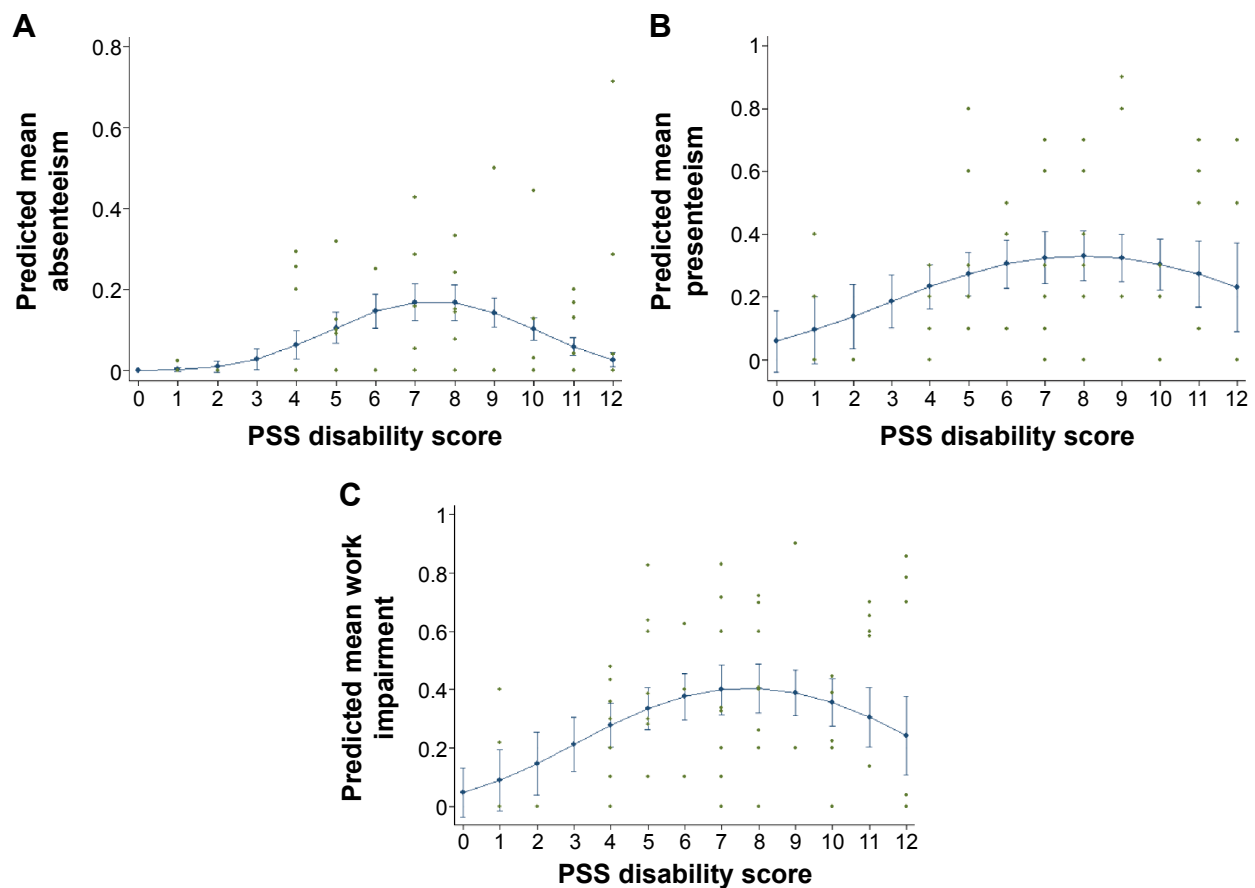 A
Predicted mean
absenteeism
0.8
0.6
0.4
0.2
0
0 1 2 3 4 5 6 7 8 9 10 11 12
PSS disability score
B
Predicted mean
presenteeism
1
0.8
0.6
0.4
0.2
0
0 1 2 3 4 5 6 7 8 9 10 11 12
PSS disability score
C
Predicted mean work
impairment
1
0.8
0.6
0.4
0.2
0
0 1 2 3 4 5 6 7 8 9 10 11 12
PSS disability score